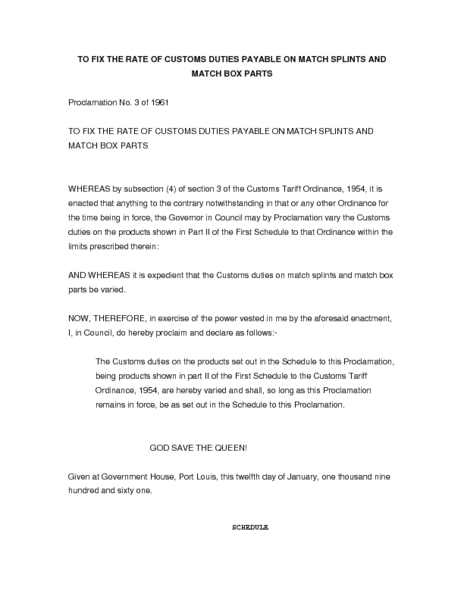 TO FIX THE RATE OF CUSTOMS DUTIES PAYABLE ON MATCH SPLINTS AND
MATCH BOX PARTS
Proclamation No. 3 of 1961
TO FIX THE RATE OF CUSTOMS DUTIES PAYABLE ON MATCH SPLINTS AND
MATCH BOX PARTS
WHEREAS by subsection (4) of section 3 of the Customs Tariff Ordinance, 1954, it is
enacted that anything to the contrary notwithstanding in that or any other Ordinance for
the time being in force, the Governor in Council may by Proclamation vary the Customs
duties on the products shown in Part II of the First Schedule to that Ordinance within the
limits prescribed therein:
AND WHEREAS it is expedient that the Customs duties on match splints and match box
parts be varied.
NOW, THEREFORE, in exercise of the power vested in me by the aforesaid enactment,
I, in Council, do hereby proclaim and declare as follows:-
The Customs duties on the products set out in the Schedule to this Proclamation,
being products shown in part II of the First Schedule to the Customs Tariff
Ordinance, 1954, are hereby varied and shall, so long as this Proclamation
remains in force, be as set out in the Schedule to this Proclamation.
GOD SAVE THE QUEEN!
Given at Government House, Port Louis, this twelfth day of January, one thousand nine
hundred and sixty one.
SCHEDULE